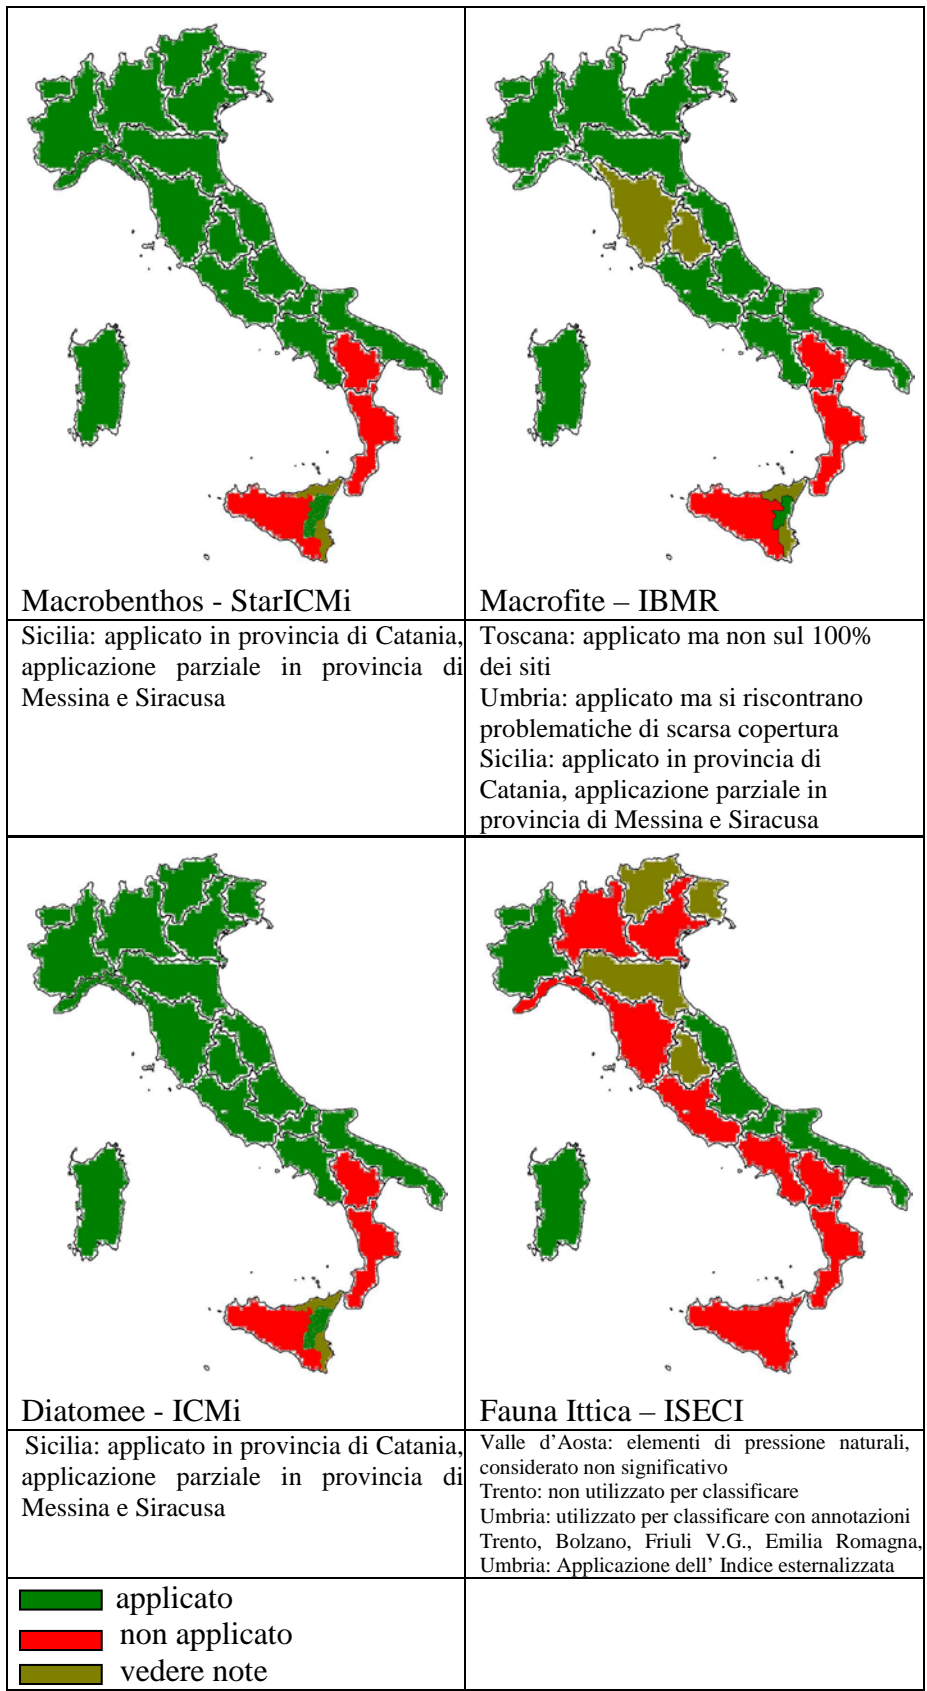 Macrobenthos - StarICMi
Macrofite – IBMR
Sicilia: applicato in provincia di Catania,
applicazione parziale in provincia di
Messina e Siracusa
Toscana: applicato ma non sul 100%
dei siti
Umbria: applicato ma si riscontrano
problematiche di scarsa copertura
Sicilia: applicato in provincia di
Catania, applicazione parziale in
provincia di Messina e Siracusa
Diatomee - ICMi
Fauna Ittica – ISECI
Sicilia: applicato in provincia di Catania,
applicazione parziale in provincia di
Messina e Siracusa
Valle d’Aosta: elementi di pressione naturali,
considerato non significativo
Trento: non utilizzato per classificare
Umbria: utilizzato per classificare con annotazioni
Trento, Bolzano, Friuli V.G., Emilia Romagna,
Umbria: Applicazione dell’ Indice esternalizzata
applicato
non applicato
vedere note